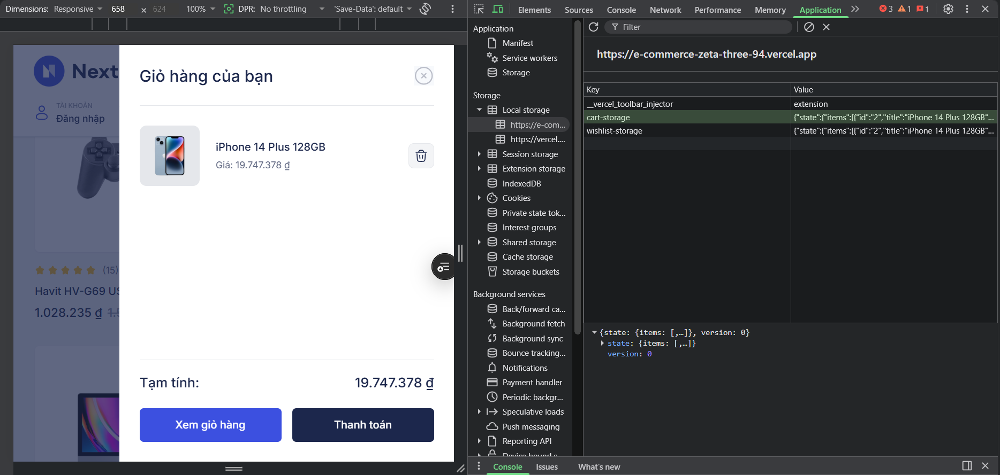 Dimensions: Responsive 658 × 624 100% DPR: No throttling 'Save-Data': default
Next
TÀI KHOẢN
Đăng nhập
(15)
Havit HV-G69 US
1.028.235 ₫ 1.5
Giỏ hàng của bạn
iPhone 14 Plus 128GB
Giá: 19.747.378 ₫
Tạm tính: 19.747.378 ₫
Xem giỏ hàng
Thanh toán
Elements Sources Console Network Performance Memory Application 3 1 1
Application
Manifest
Service workers
Storage
Storage
Local storage
https://e-com...
https://vercel....
Session storage
Extension storage
IndexedDB
Cookies
Private state tok...
Interest groups
Shared storage
Cache storage
Storage buckets
Background services
Back/forward ca...
Background fetch
Background sync
Bounce tracking...
Notifications
Payment handler
Periodic backgr...
Speculative loads
Push messaging
Reporting API
Device bound s...
Filter
https://e-commerce-zeta-three-94.vercel.app
Key Value
__vercel_toolbar_injector extension
cart-storage {"state":{"items":[{"id":"2","title":"iPhone 14 Plus 128GB"...
wishlist-storage {"state":{"items":[{"id":"2","title":"iPhone 14 Plus 128GB"...
{state: {items: [,…]}, version: 0}
state: {items: [,…]}
version: 0
Console Issues What's new